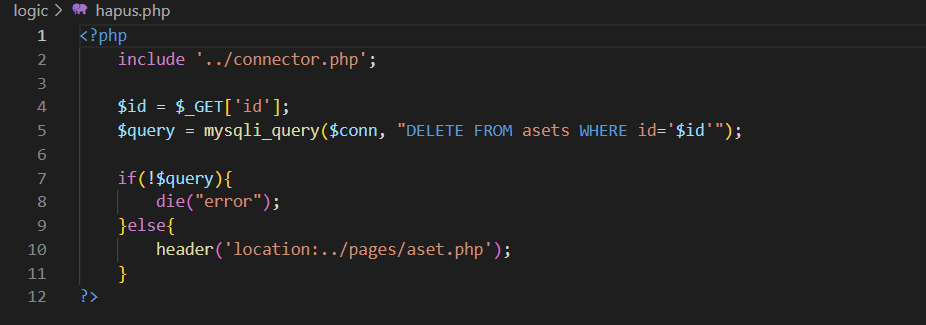 logic > hapus.php
1 <?php
2 include '../connector.php';
3
4 $id = $_GET['id'];
5 $query = mysqli_query($conn, "DELETE FROM asets WHERE id='$id'");
6
7 if(!$query){
8 die("error");
9 }else{
10 header('location:../pages/aset.php');
11 }
12 ?>